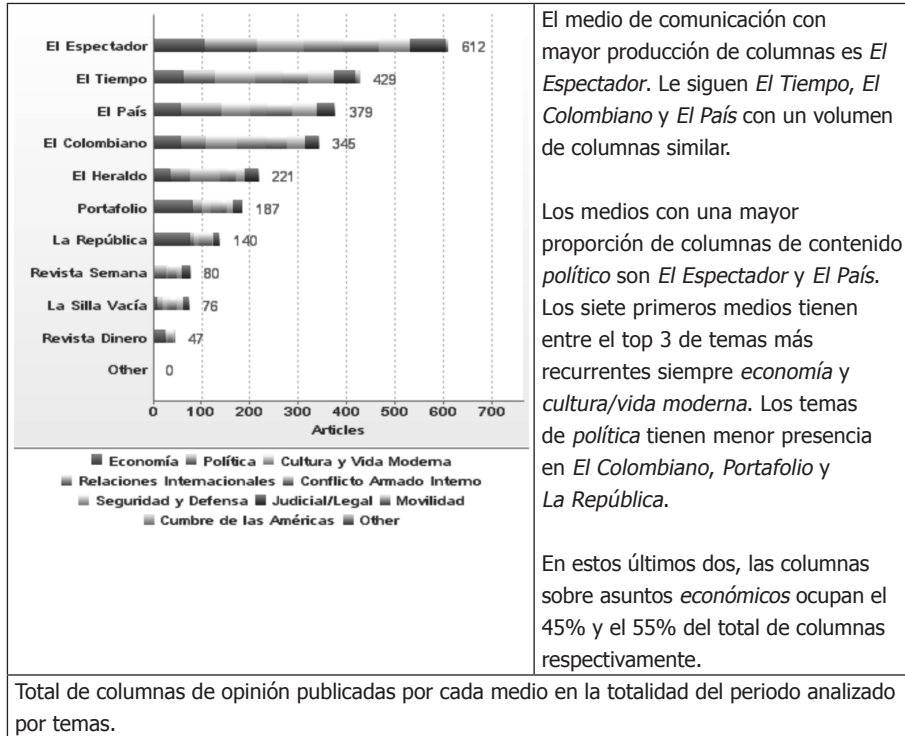 El Espectador 612
El Tiempo 429
El País 379
El Colombiano 345
El Heraldo 221
Portafolio 187
La República 140
Revista Semana 80
La Silla Vacía 76
Revista Dinero 47
Other 0
0 100 200 300 400 500 600 700
Articles
Economía Política Cultura y Vida Moderna
Relaciones Internacionales Conflicto Armado Interno
Seguridad y Defensa Judicial/Legal Movilidad
Cumbre de las Américas Other
El medio de comunicación con
mayor producción de columnas es El
Espectador. Le siguen El Tiempo, El
Colombiano y El País con un volumen
de columnas similar.
Los medios con una mayor
proporción de columnas de contenido
político son El Espectador y El País.
Los siete primeros medios tienen
entre el top 3 de temas más
recurrentes siempre economía y
cultura/vida moderna. Los temas
de política tienen menor presencia
en El Colombiano, Portafolio y
La República.
En estos últimos dos, las columnas
sobre asuntos económicos ocupan el
45% y el 55% del total de columnas
respectivamente.
Total de columnas de opinión publicadas por cada medio en la totalidad del periodo analizado
por temas.